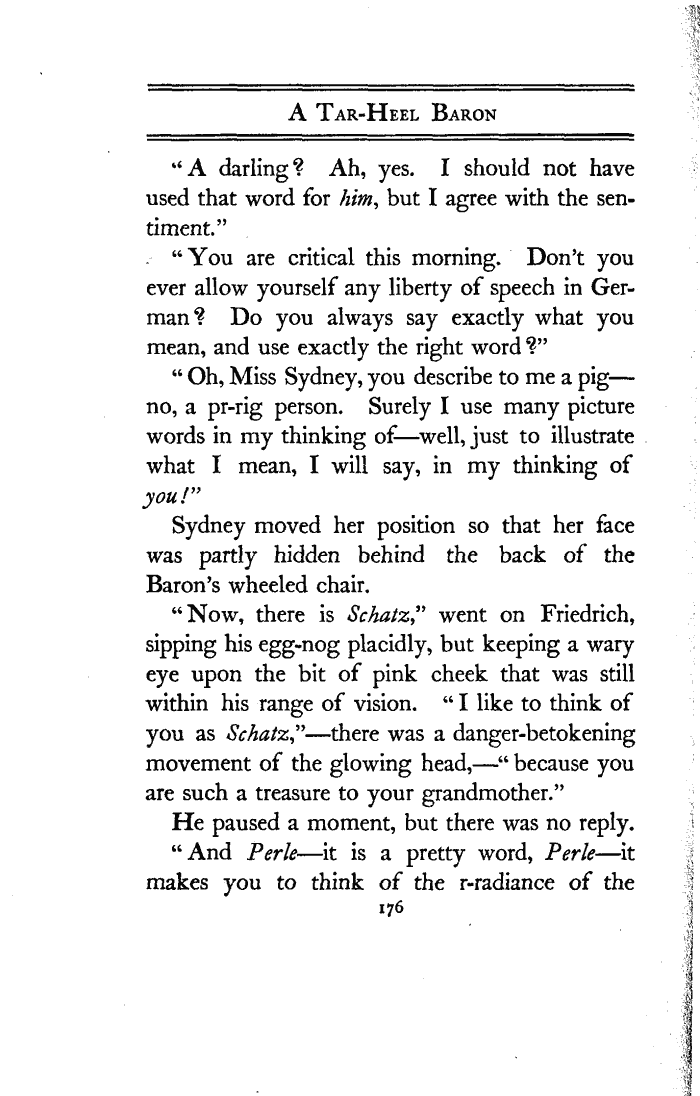 A Tar-Heel Baron
“A darling? Ah, yes. I should not have
used that word for him, but I agree with the sen-
timent.”
“You are critical this morning. Don’t you
ever allow yourself any liberty of speech in Ger-
man? Do you always say exactly what you
mean, and use exactly the right word?”
“Oh, Miss Sydney, you describe to me a pig—
no, a pr-rig person. Surely I use many picture
words in my thinking of—well, just to illustrate
what I mean, I will say, in my thinking of
you!”
Sydney moved her position so that her face
was partly hidden behind the back of the
Baron’s wheeled chair.
“Now, there is Schatz,” went on Friedrich,
sipping his egg-nog placidly, but keeping a wary
eye upon the bit of pink cheek that was still
within his range of vision. “I like to think of
you as Schatz,”—there was a danger-betokening
movement of the glowing head,—“because you
are such a treasure to your grandmother.”
He paused a moment, but there was no reply.
“And Perle—it is a pretty word, Perle—it
makes you to think of the r-radiance of the
176